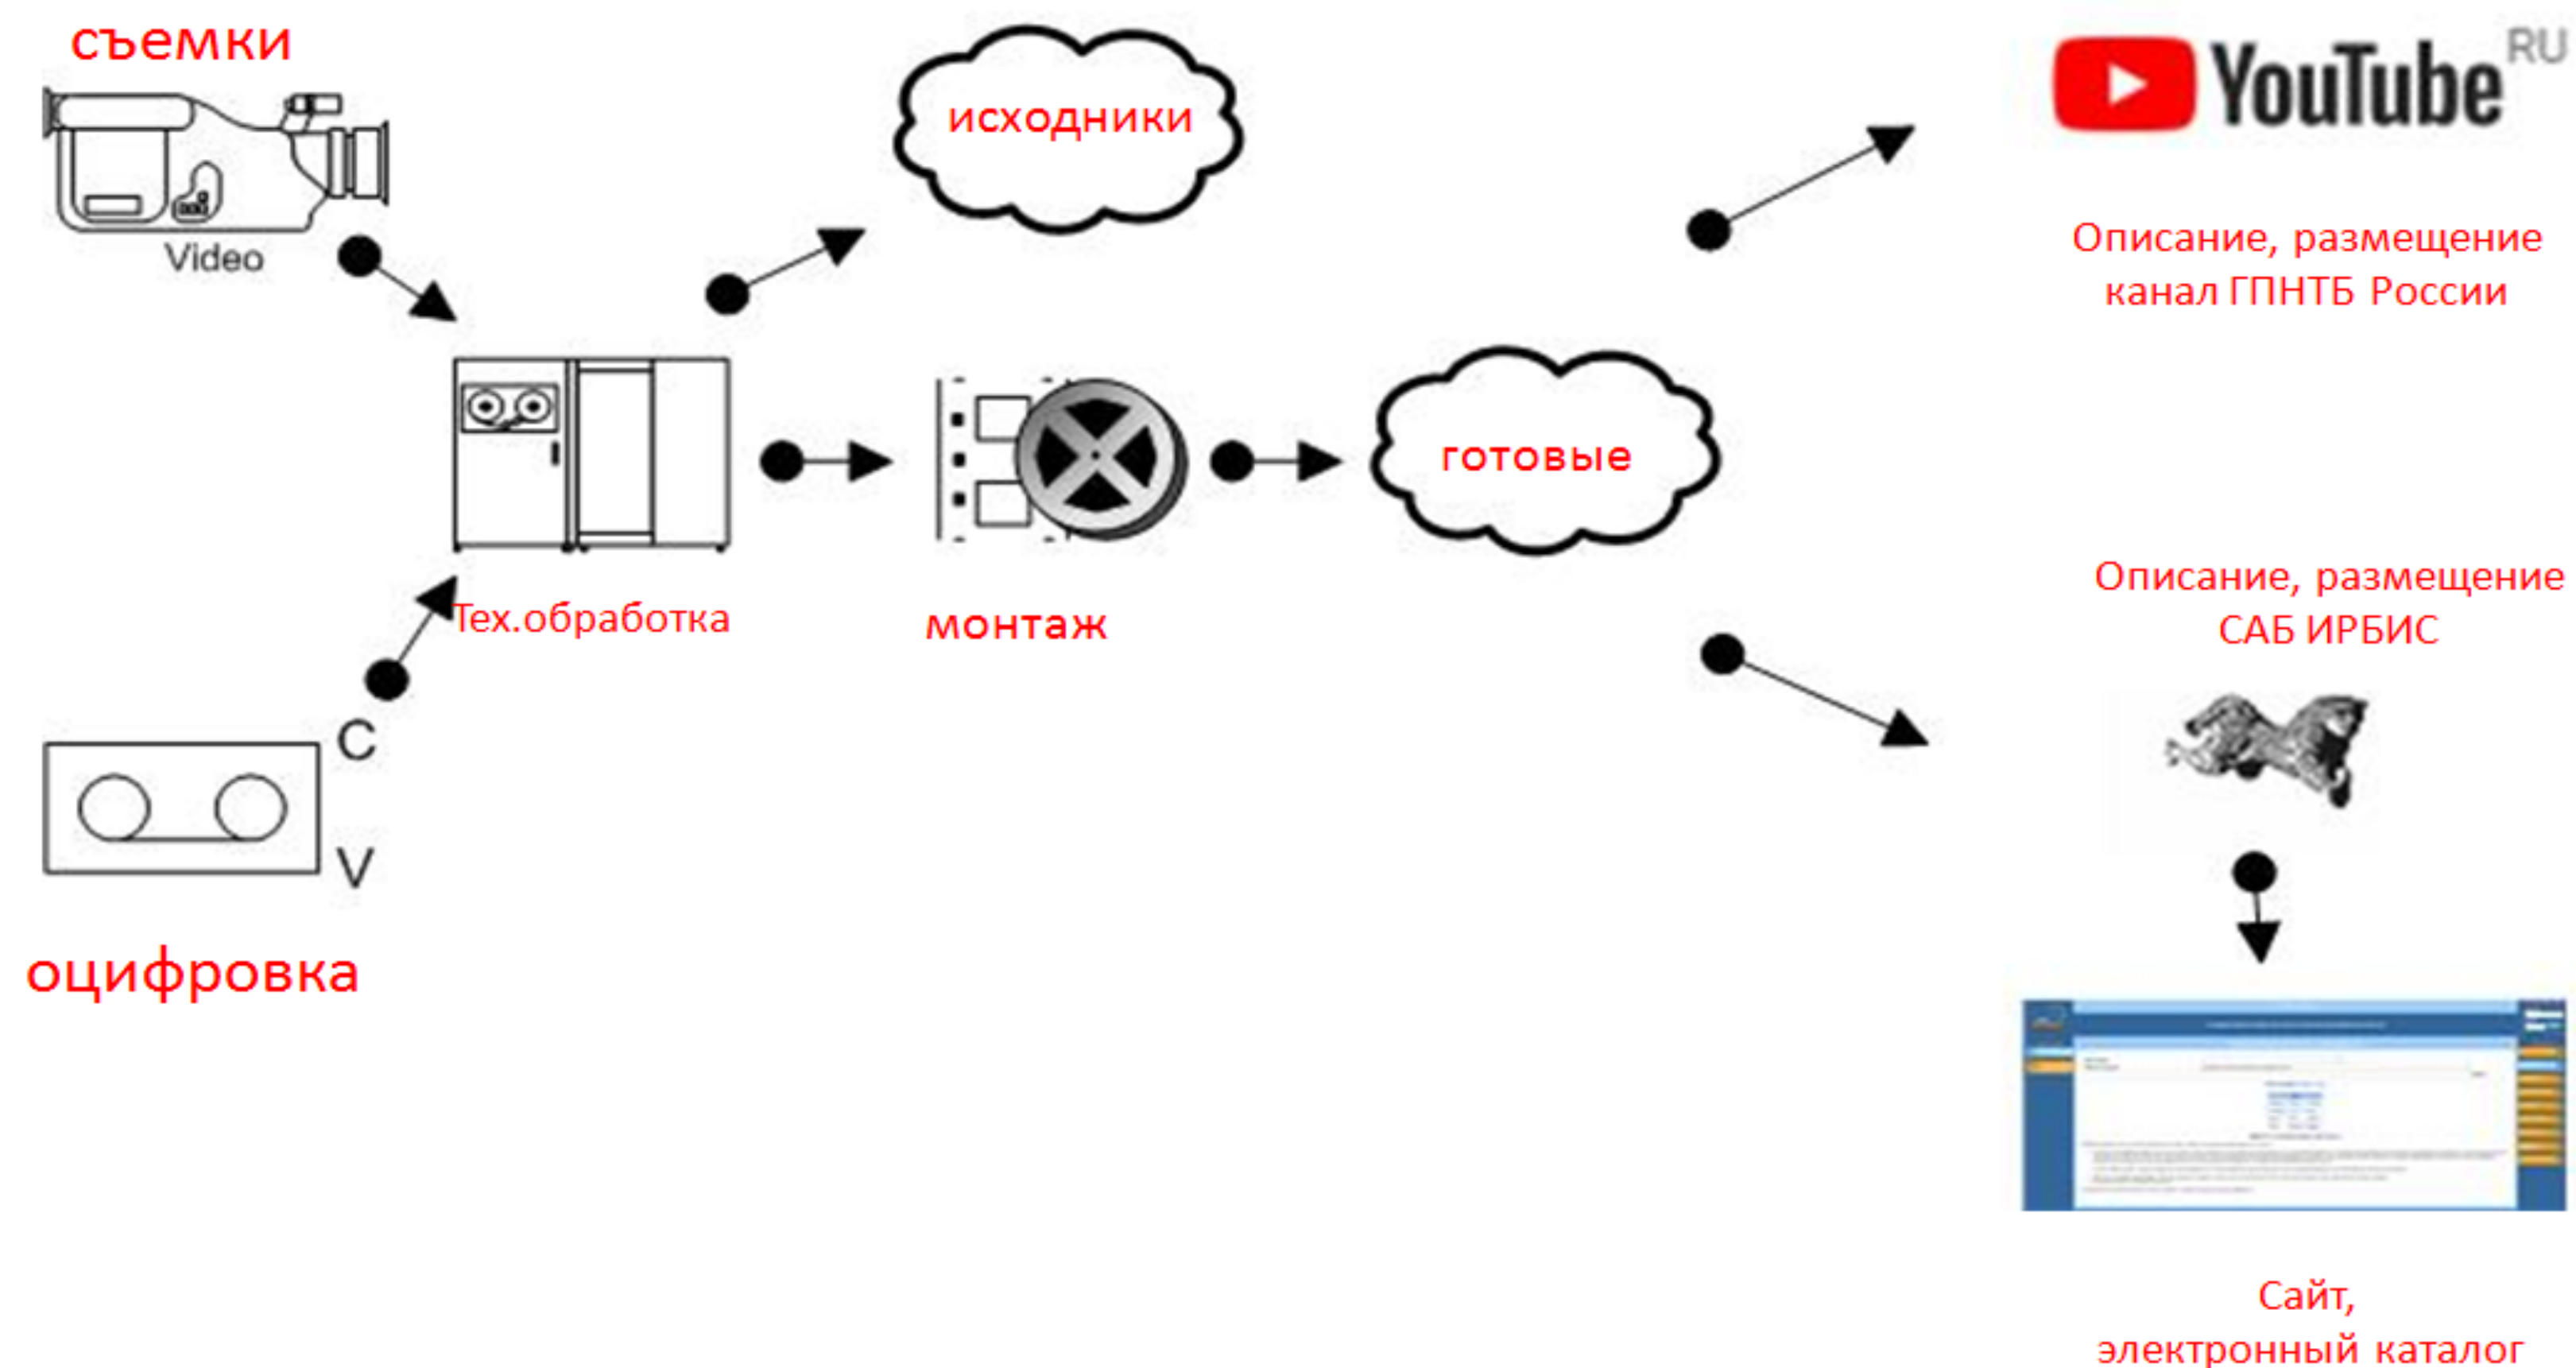 съемки
Video
исходники
YouTube RU
Описание, размещение
канал ГПНТБ России
готовые
Тех.обработка
монтаж
Описание, размещение
САБ ИРБИС
C
V
оцифровка
Сайт,
электронный каталог